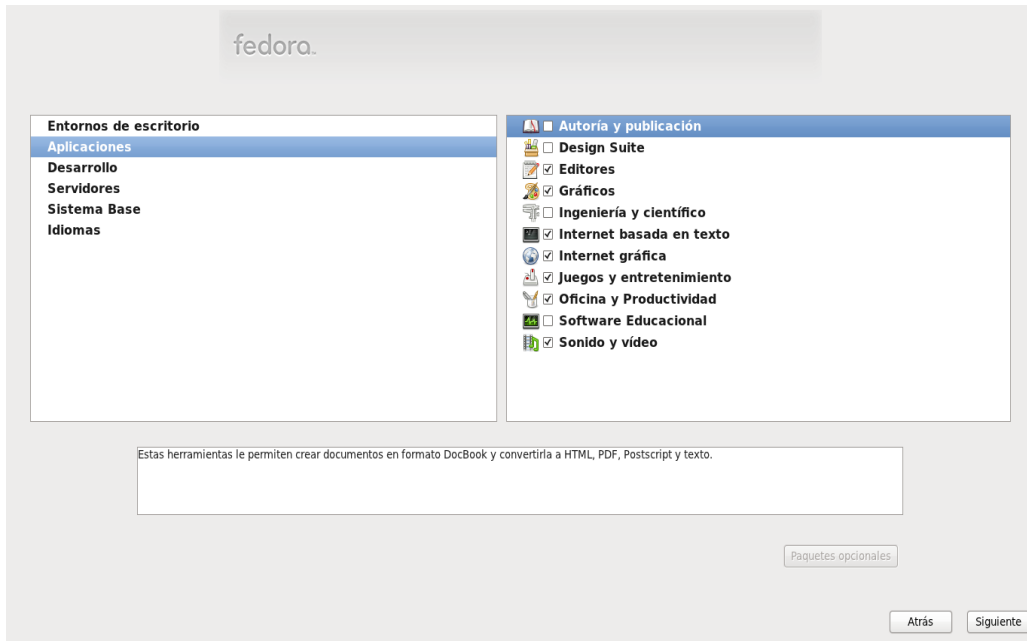 fedora
Entornos de escritorio
Aplicaciones
Desarrollo
Servidores
Sistema Base
Idiomas
Autoría y publicación
Design Suite
Editores
Gráficos
Ingeniería y científico
Internet basada en texto
Internet gráfica
Juegos y entretenimiento
Oficina y Productividad
Software Educacional
Sonido y vídeo
Estas herramientas le permiten crear documentos en formato DocBook y convertirla a HTML, PDF, Postscript y texto.
Paquetes opcionales
Atrás
Siguiente